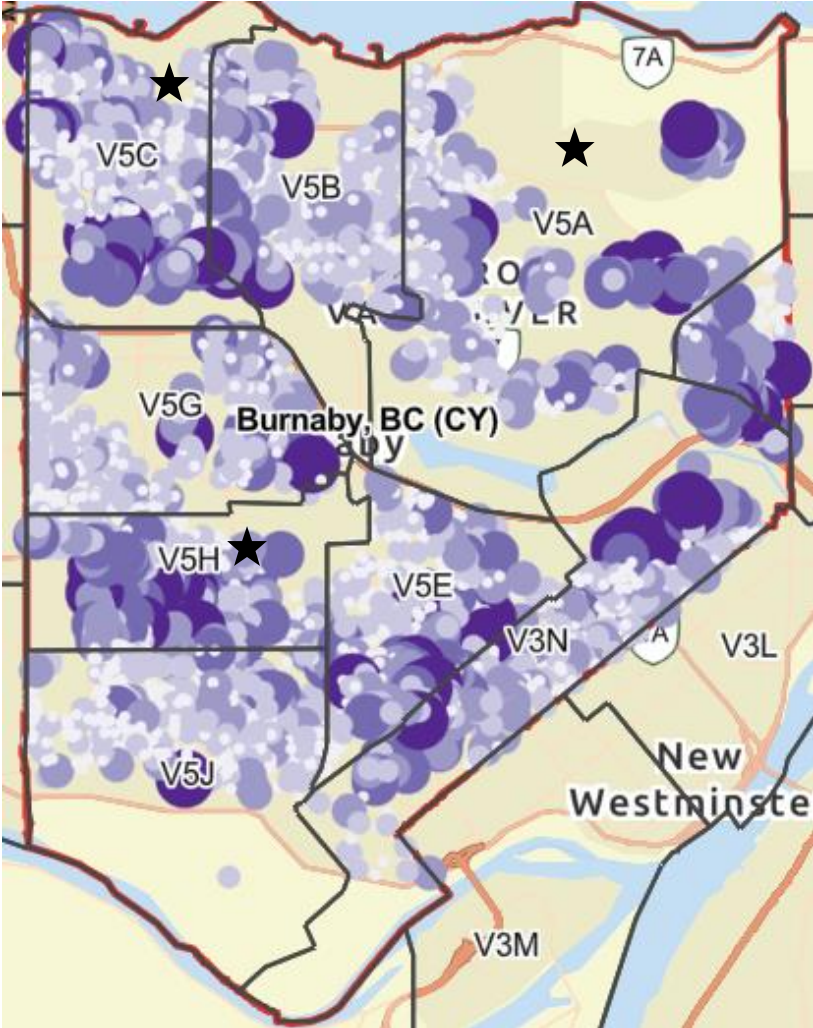 7A
V5C
V5B
V5A
V5G
Burnaby, BC (CY)
V5H
V5E
V3N
V3L
V5J
New
Westminste
V3M